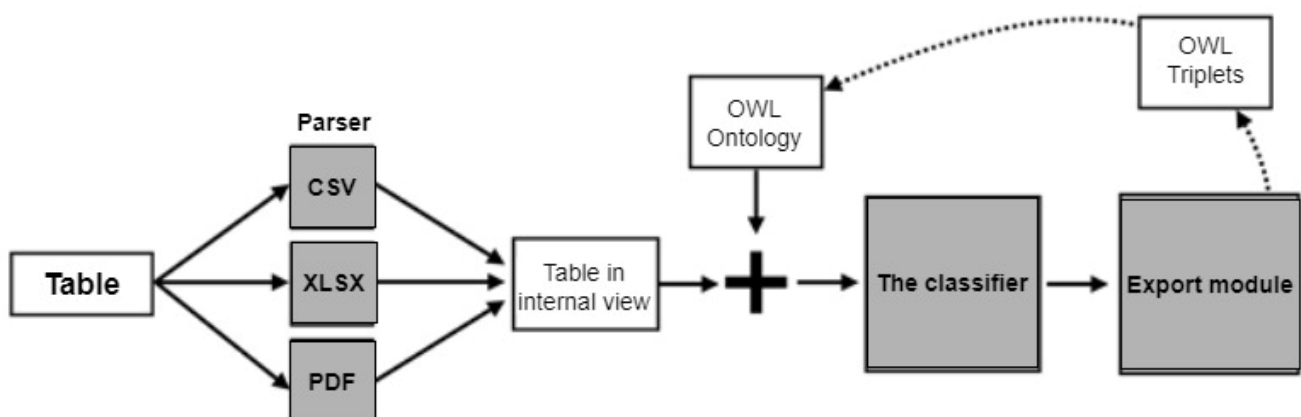 OWL
Triplets
OWL
Ontology
Parser
CSV
Table
XLSX
PDF
Table in
internal view
The classifier
Export module